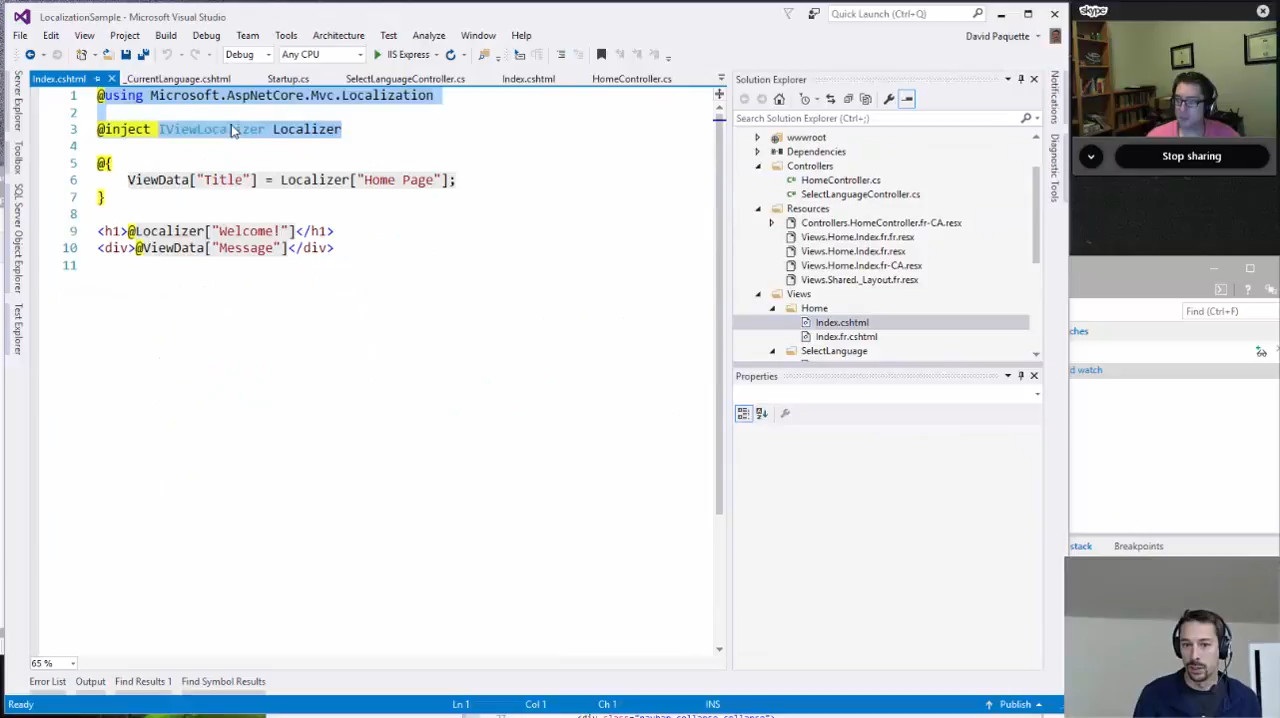 LocalizationSample - Microsoft Visual Studio
Quick Launch (Ctrl+Q)
File Edit View Project Build Debug Team Tools Architecture Test Analyze Window Help
David Paquette
Debug Any CPU IIS Express
Index.cshtml _CurrentLanguage.cshtml Startup.cs SelectLanguageController.cs Index.cshtml HomeController.cs
1 @using Microsoft.AspNetCore.Mvc.Localization
2
3 @inject IViewLocalizer Localizer
4
5 @{
6 ViewData["Title"] = Localizer["Home Page"];
7 }
8
9 <h1>@Localizer["Welcome!"]</h1>
10 <div>@ViewData["Message"]</div>
11
65 %
Server Explorer
Toolbox
SQL Server Object Explorer
Test Explorer
Solution Explorer
Search Solution Explorer (Ctrl+;)
wwwroot
Dependencies
Controllers
HomeController.cs
SelectLanguageController.cs
Resources
Controllers.HomeController.fr-CA.resx
Views.Home.Index.fr.fr.resx
Views.Home.Index.fr.resx
Views.Home.Index.fr-CA.resx
Views.Shared._Layout.fr.resx
Views
Home
Index.cshtml
Index.fr.cshtml
SelectLanguage
Properties
Notifications
Diagnostic Tools
Error List Output Find Results 1 Find Symbol Results
Ready Ln 1 Col 1 Ch 1 INS Publish
skype
Stop sharing
Find (Ctrl+F)
ches
d watch
stack Breakpoints